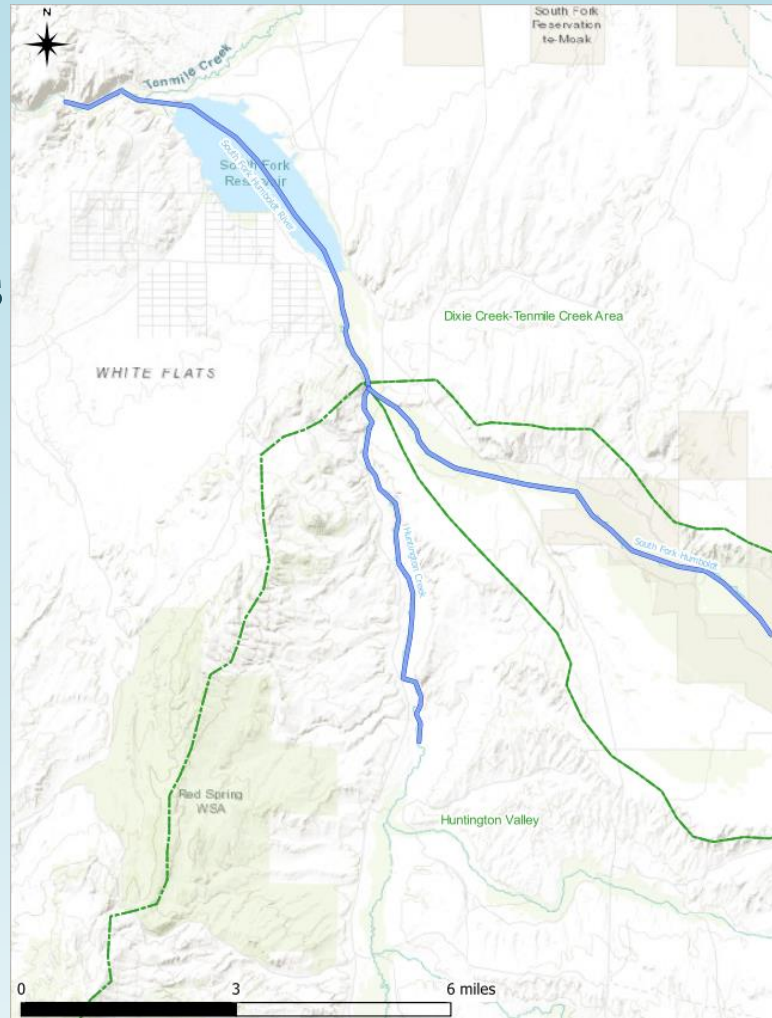 N
South Fork
Reservation
te-Moak
Tenmile Creek
South Fork
Reservoir
South Fork Humboldt River
Dixie Creek-Tenmile Creek Area
WHITE FLATS
Huntington Creek
South Fork Humboldt
Red Spring
WSA
Huntington Valley
0 3 6 miles